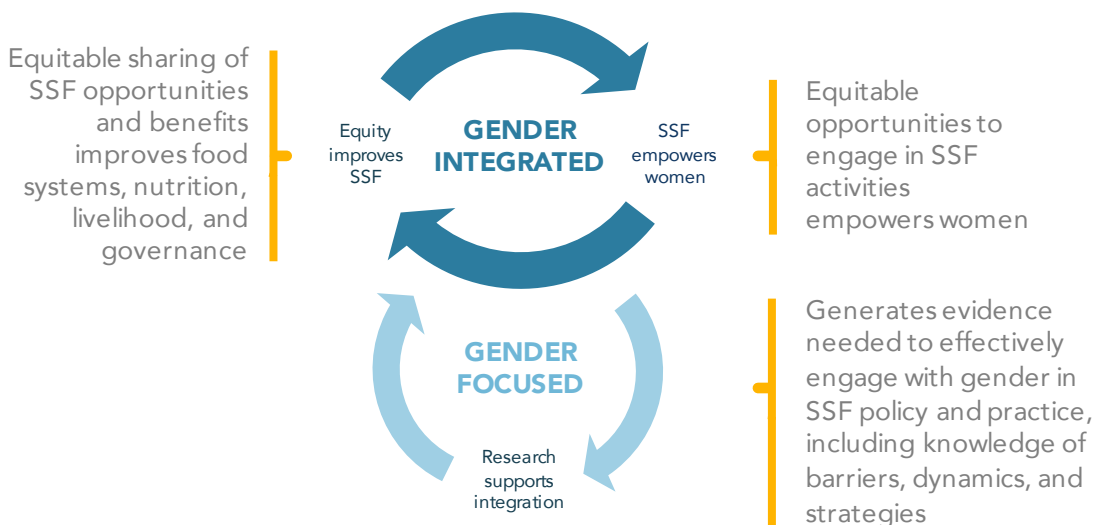 Equitable sharing of
SSF opportunities
and benefits
improves food
systems, nutrition,
livelihood, and
governance
Equity
improves
SSF
GENDER
INTEGRATED
SSF
empowers
women
Equitable
opportunities to
engage in SSF
activities
empowers women
GENDER
FOCUSED
Research
supports
integration
Generates evidence
needed to effectively
engage with gender in
SSF policy and practice,
including knowledge of
barriers, dynamics, and
strategies